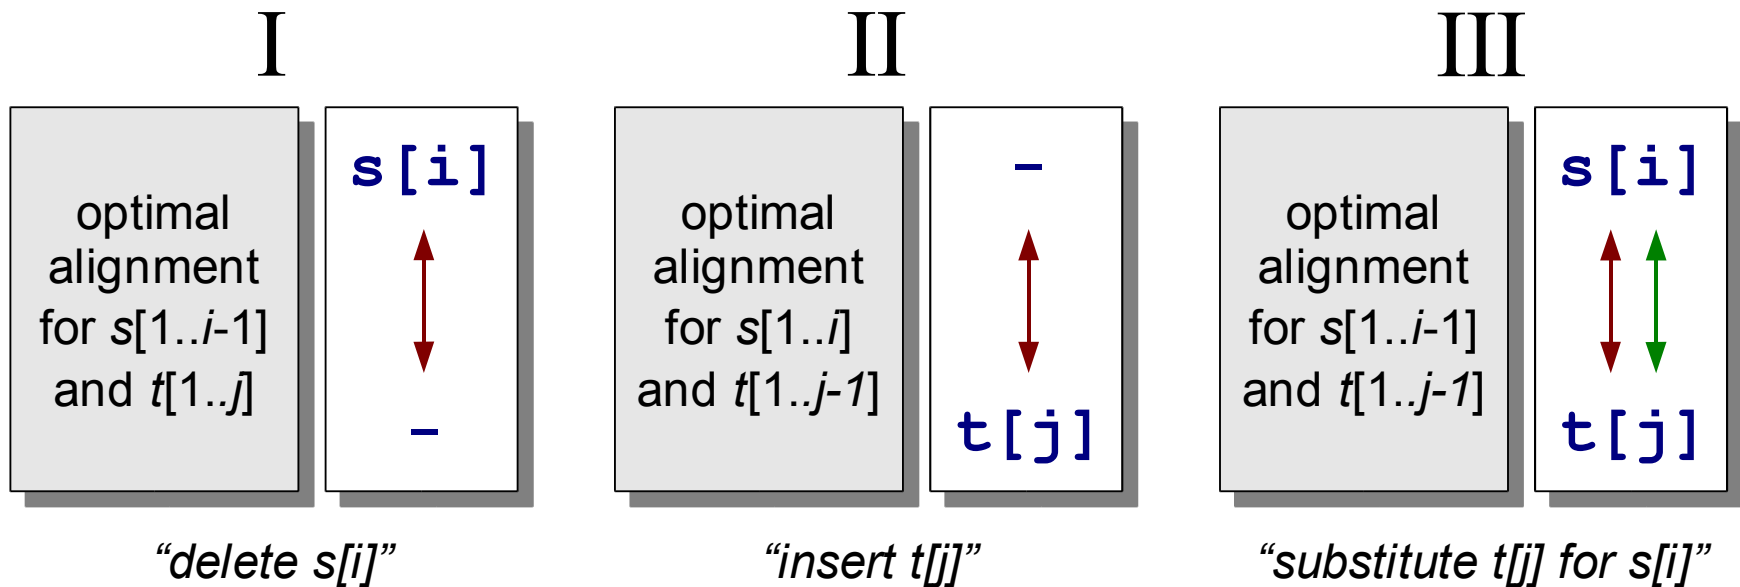 I
optimal
alignment
for s[1..i-1]
and t[1..j]
s[i]
-
“delete s[i]”
II
optimal
alignment
for s[1..i]
and t[1..j-1]
-
t[j]
“insert t[j]”
III
optimal
alignment
for s[1..i-1]
and t[1..j-1]
s[i]
t[j]
“substitute t[j] for s[i]”